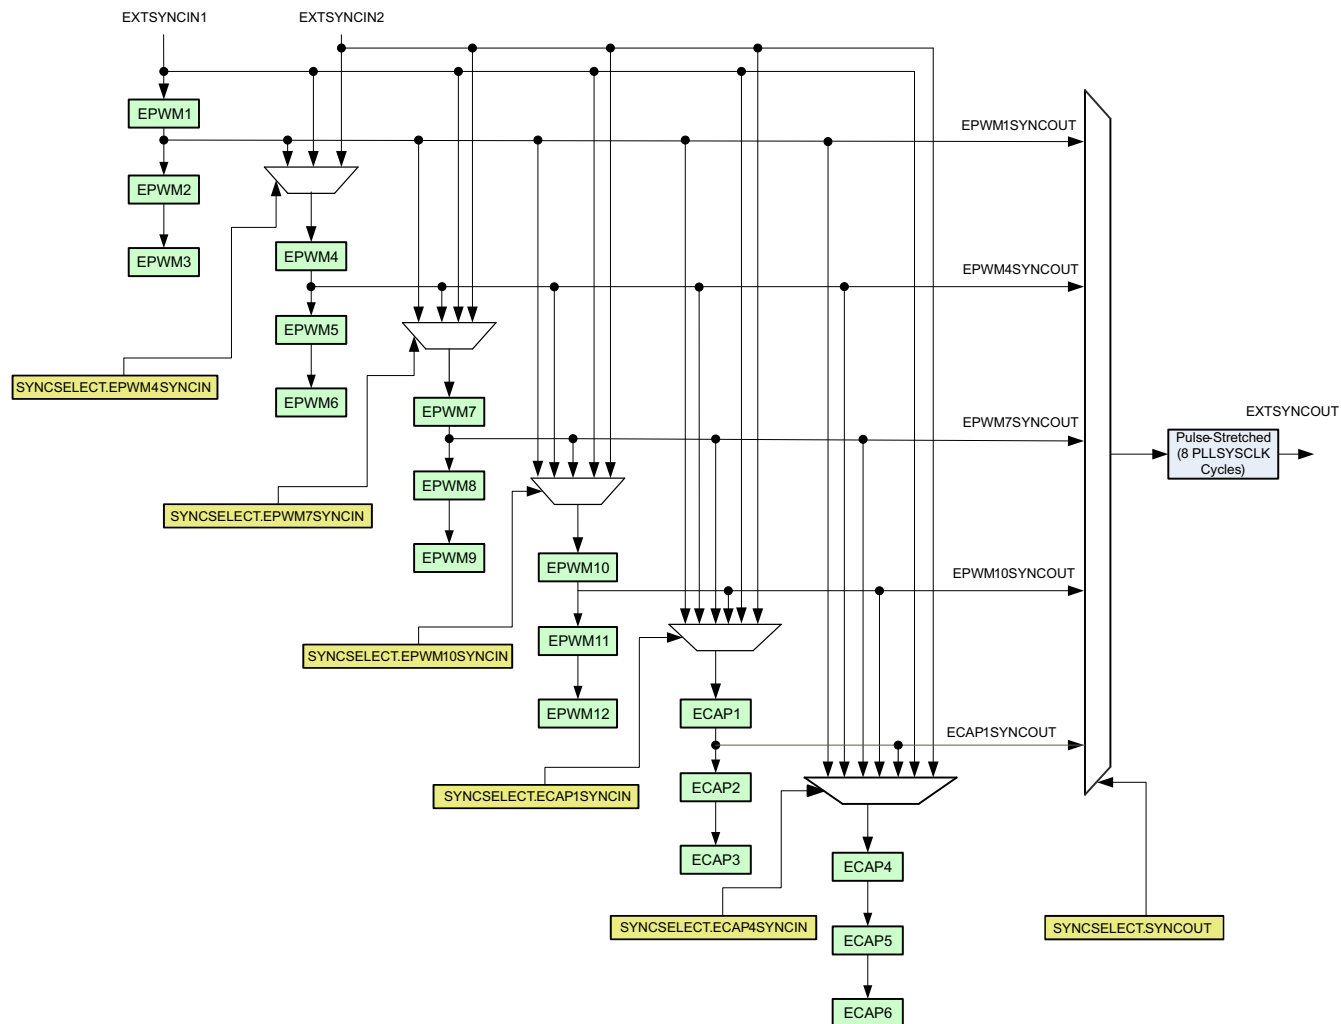 EXTSYNCIN1
EXTSYNCIN2
EPWM1
EPWM1SYNCOUT
EPWM2
EPWM3
EPWM4
EPWM4SYNCOUT
EPWM5
SYNCSELECT.EPWM4SYNCIN
EPWM6
EPWM7
EPWM7SYNCOUT
EXTSYNCOUT
Pulse-Stretched
(8 PLLSYSCLK
Cycles)
EPWM8
SYNCSELECT.EPWM7SYNCIN
EPWM9
EPWM10
EPWM10SYNCOUT
EPWM11
SYNCSELECT.EPWM10SYNCIN
EPWM12
ECAP1
ECAP1SYNCOUT
ECAP2
SYNCSELECT.ECAP1SYNCIN
ECAP3
ECAP4
SYNCSELECT.ECAP4SYNCIN
SYNCSELECT.SYNCOUT
ECAP5
ECAP6